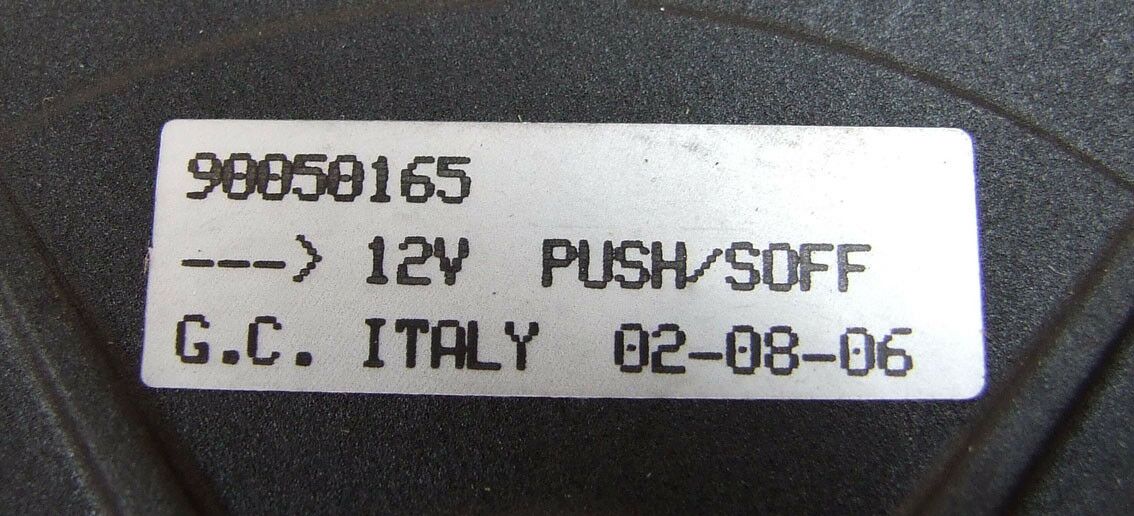 90050165
---> 12V PUSH/SOFF
G.C. ITALY 02-08-06